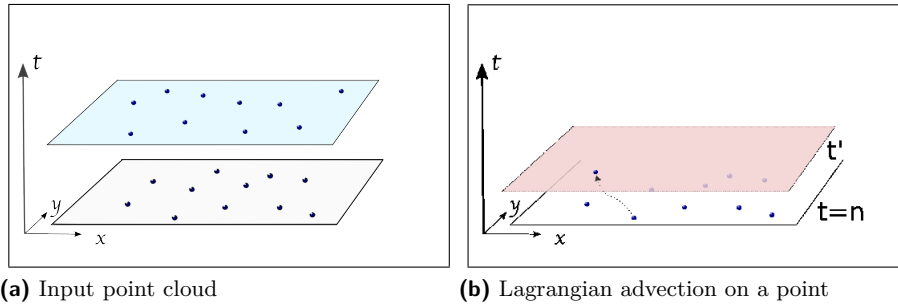 t
y
x
(a) Input point cloud
t
t'
t=n
y
x
(b) Lagrangian advection on a point